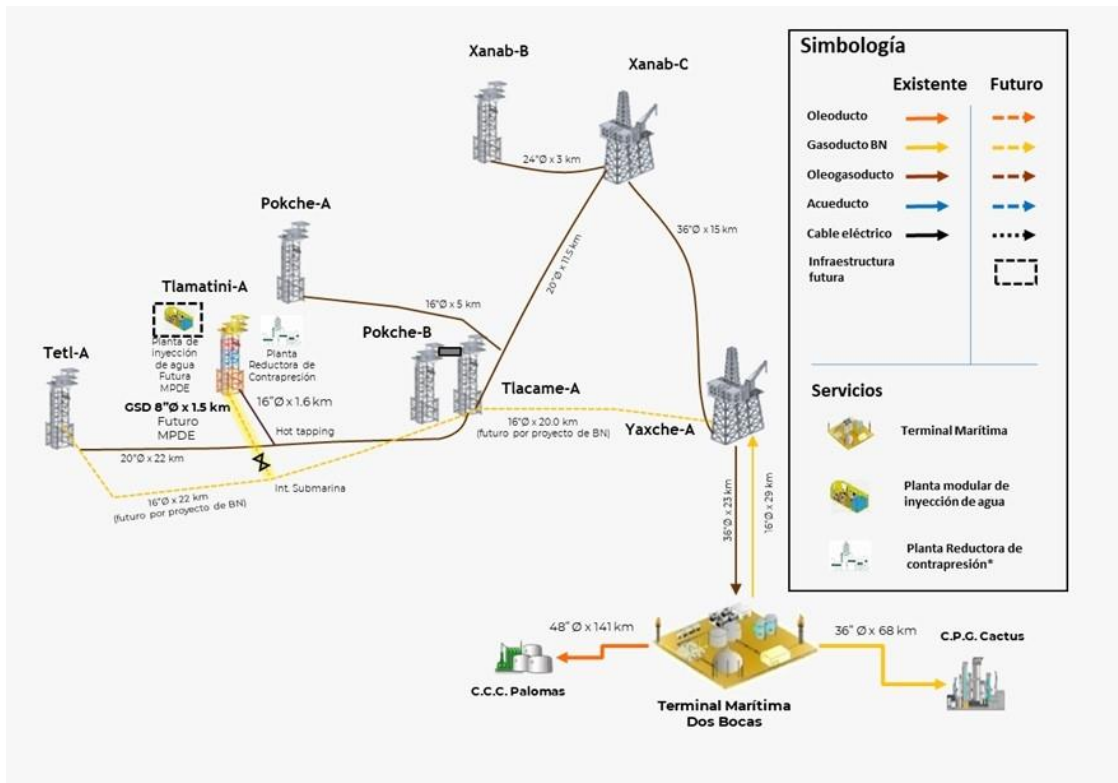 Xanab-B
Xanab-C
24"Ø x 3 km
36"Ø x 15 km
20"Ø x 11.5 km
Pokche-A
16"Ø x 5 km
Tlamatini-A
Planta de
inyección
de agua
Futura
MPDE
Planta
Reductora de
Contrapresión
Pokche-B
Tetl-A
GSD 8"Ø x 1.5 km
Futuro
MPDE
16"Ø x 1.6 km
Hot tapping
Tlacame-A
16"Ø x 20.0 km
(futuro por proyecto de BN)
Yaxche-A
20"Ø x 22 km
Int. Submarina
16"Ø x 22 km
(futuro por proyecto de BN)
36"Ø x 23 km
16"Ø x 29 km
48" Ø x 141 km
36" Ø x 68 km
C.P.G. Cactus
C.C.C. Palomas
Terminal Marítima
Dos Bocas
Simbología
Existente
Futuro
Oleoducto
Gasoducto BN
Oleogasoducto
Acueducto
Cable eléctrico
Infraestructura
futura
Servicios
Terminal Marítima
Planta modular de
inyección de agua
Planta Reductora de
contrapresión*